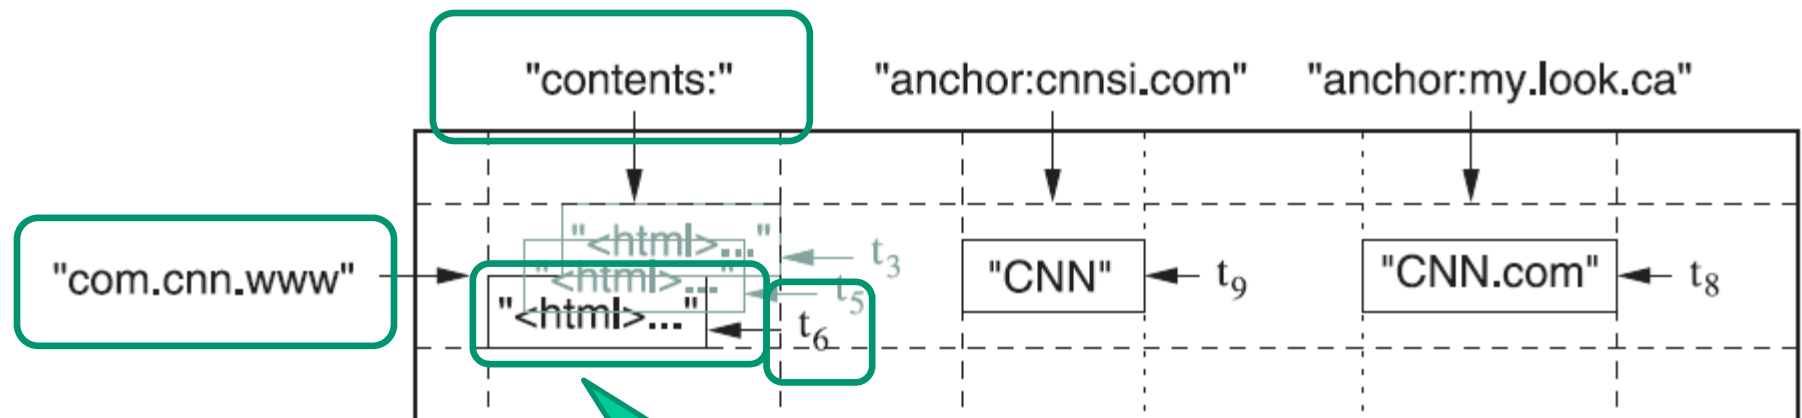 "contents:" "anchor:cnnsi.com" "anchor:my.look.ca"
"<html>..." t₃
"com.cnn.www" "<html>..." t₅ "CNN" t₉ "CNN.com" t₈
"<html>..." t₆